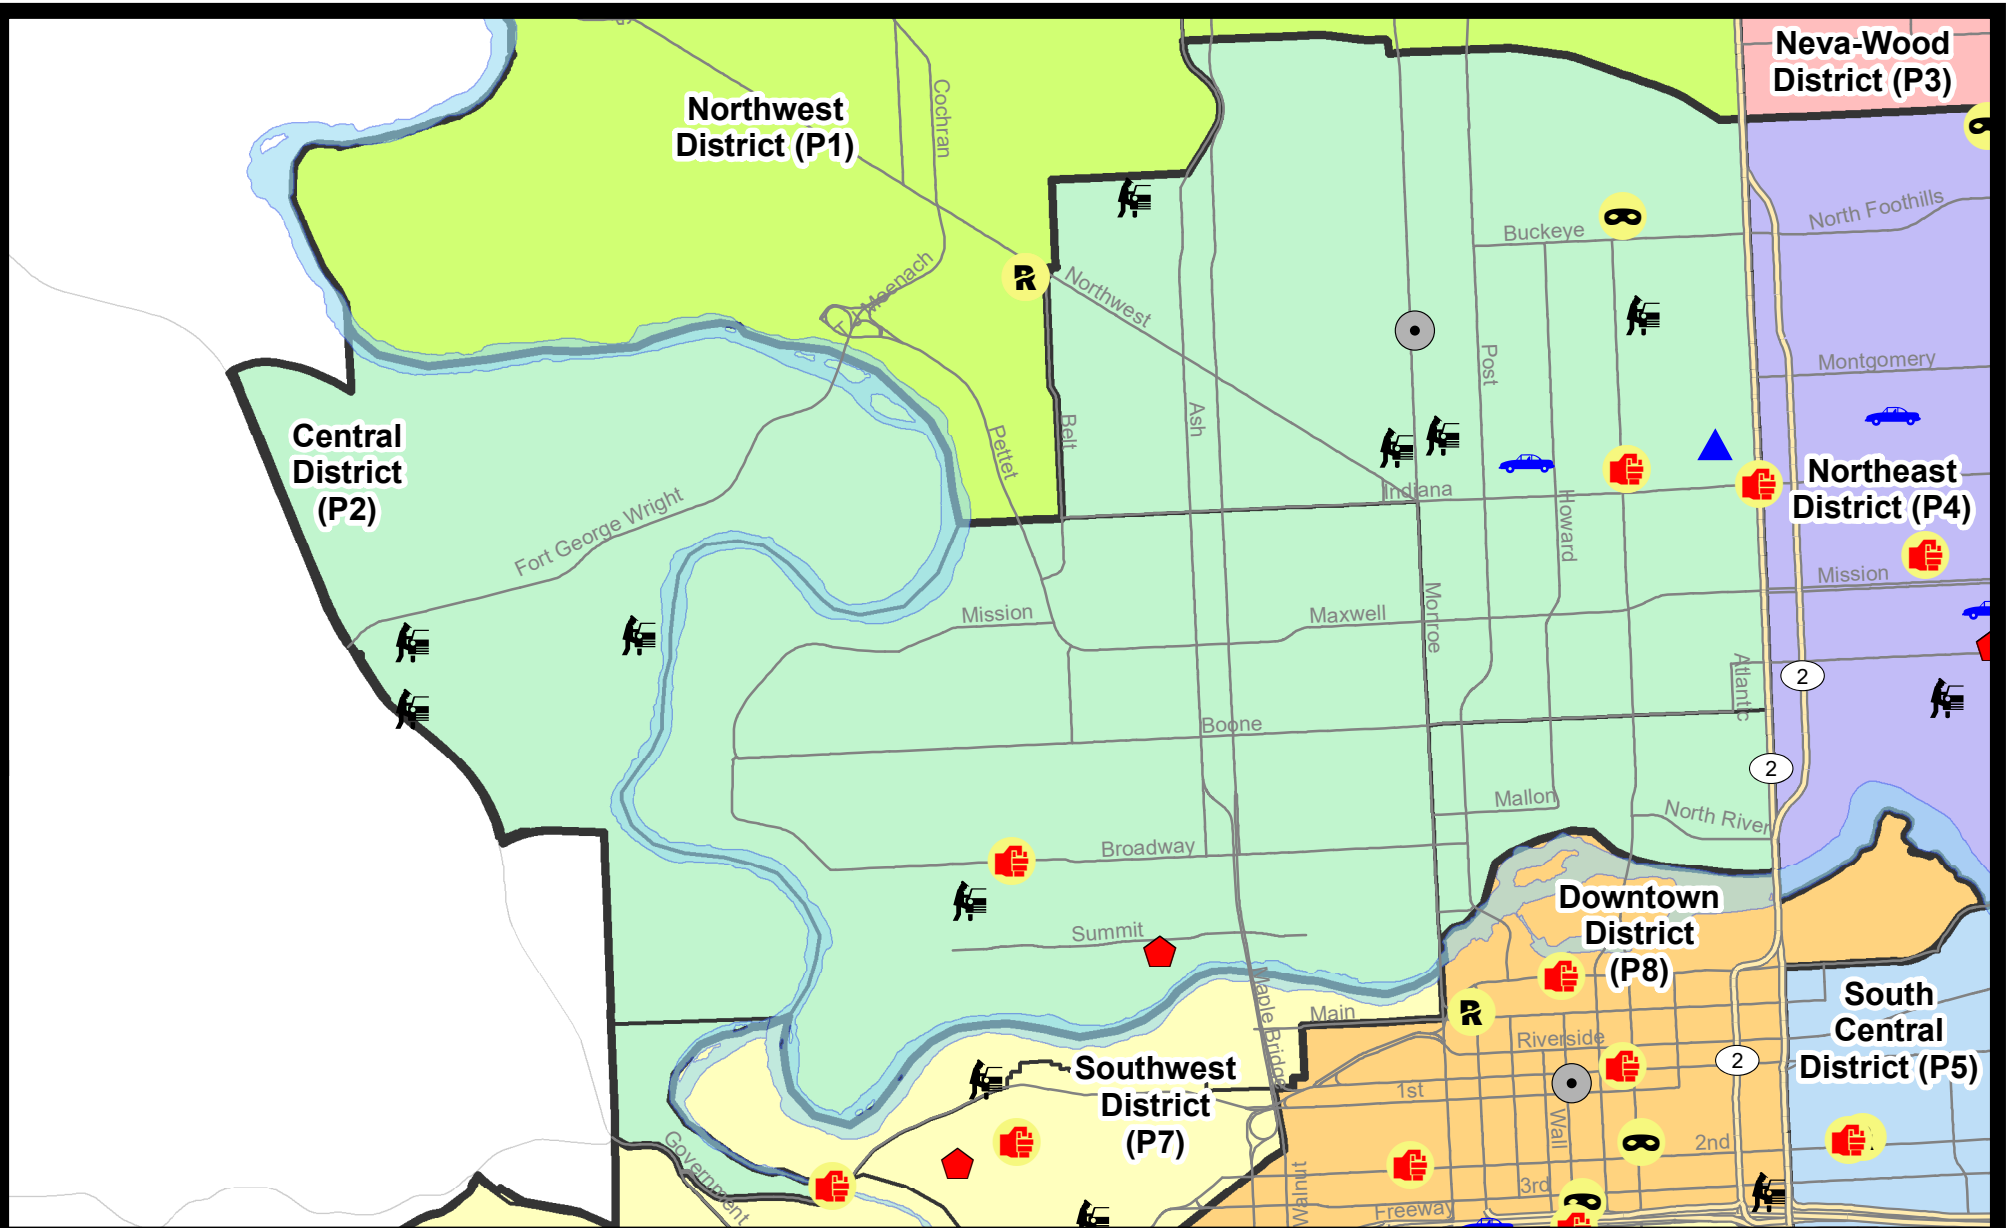 Neva-Wood
District (P3)
Northwest
District (P1)
Cochran
North Foothills
Buckeye
Meenach
Northwest
Post
Montgomery
Central
District
(P2)
Ash
Belt
Pettet
Northeast
District (P4)
Indiana
Howard
Fort George Wright
Mission
Mission
Maxwell
Monroe
Atlantic
2
Boone
2
Mallon
North River
Broadway
Downtown
District
(P8)
Summit
Maple Bridge
Main
South
Central
District (P5)
Riverside
2
Southwest
District
(P7)
1st
Wall
2nd
Government
Walnut
3rd
Freeway
R
R